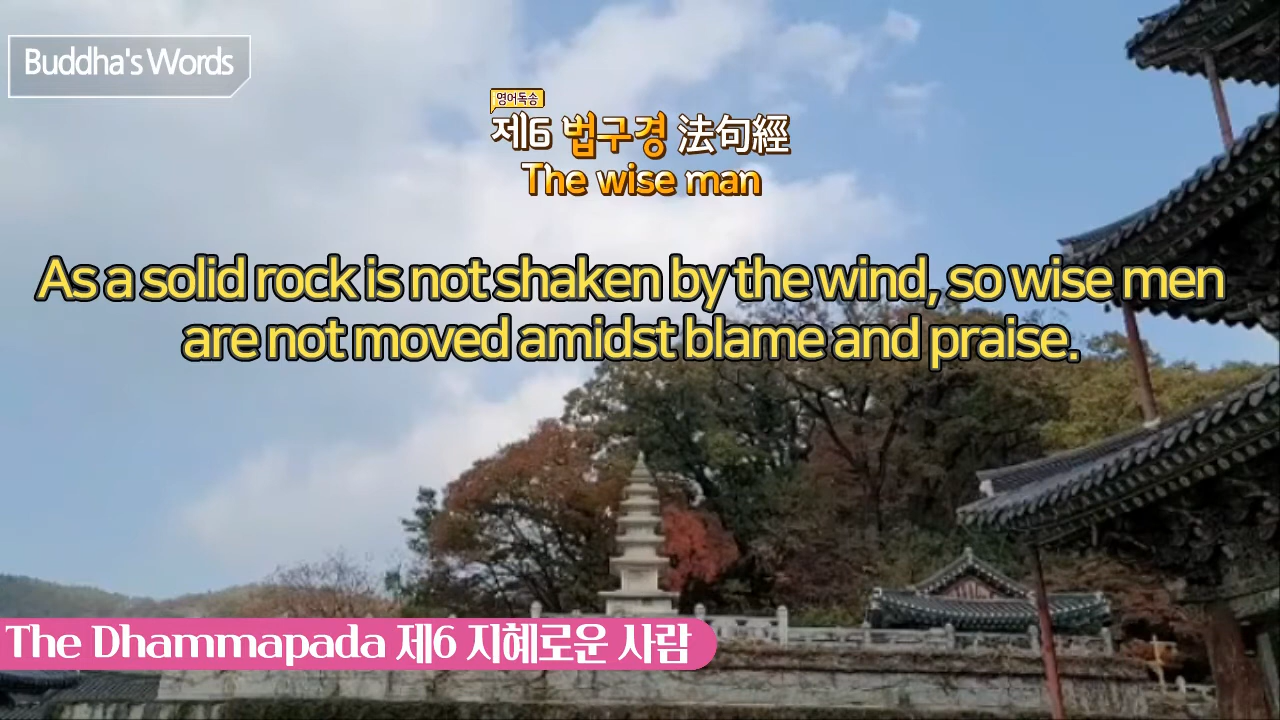 Buddha's Words
영어독송
제6 법구경 法句經
The wise man
As a solid rock is not shaken by the wind, so wise men
are not moved amidst blame and praise.
The Dhammapada 제6 지혜로운 사람